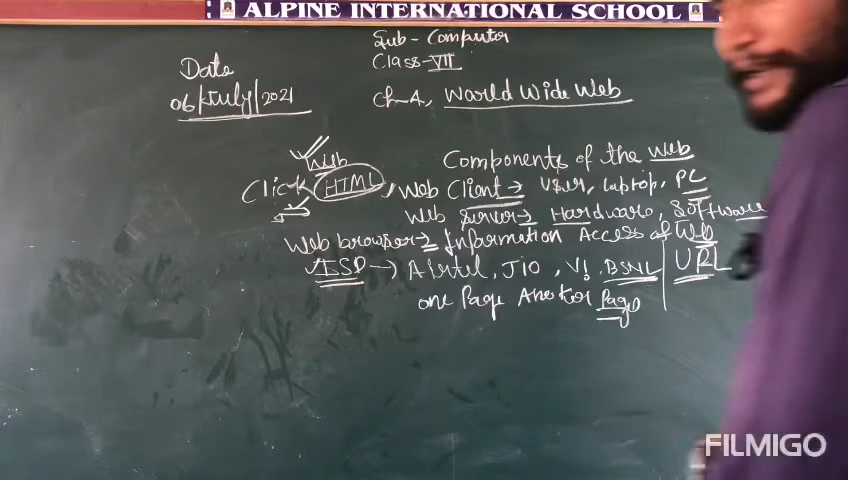 ALPINE INTERNATIONAL SCHOOL
Sub - Computer
Class - VII
Date
06/July/2021
Ch-4, World Wide Web
Web
Components of the Web
Click HTML, Web Client → User, Laptop, PC
Web Server → Hardware, Software
Web browser → Information Access of Web
ISP → Airtel, JIO, V!, BSNL URL
one Page Another Page
FILMIGO